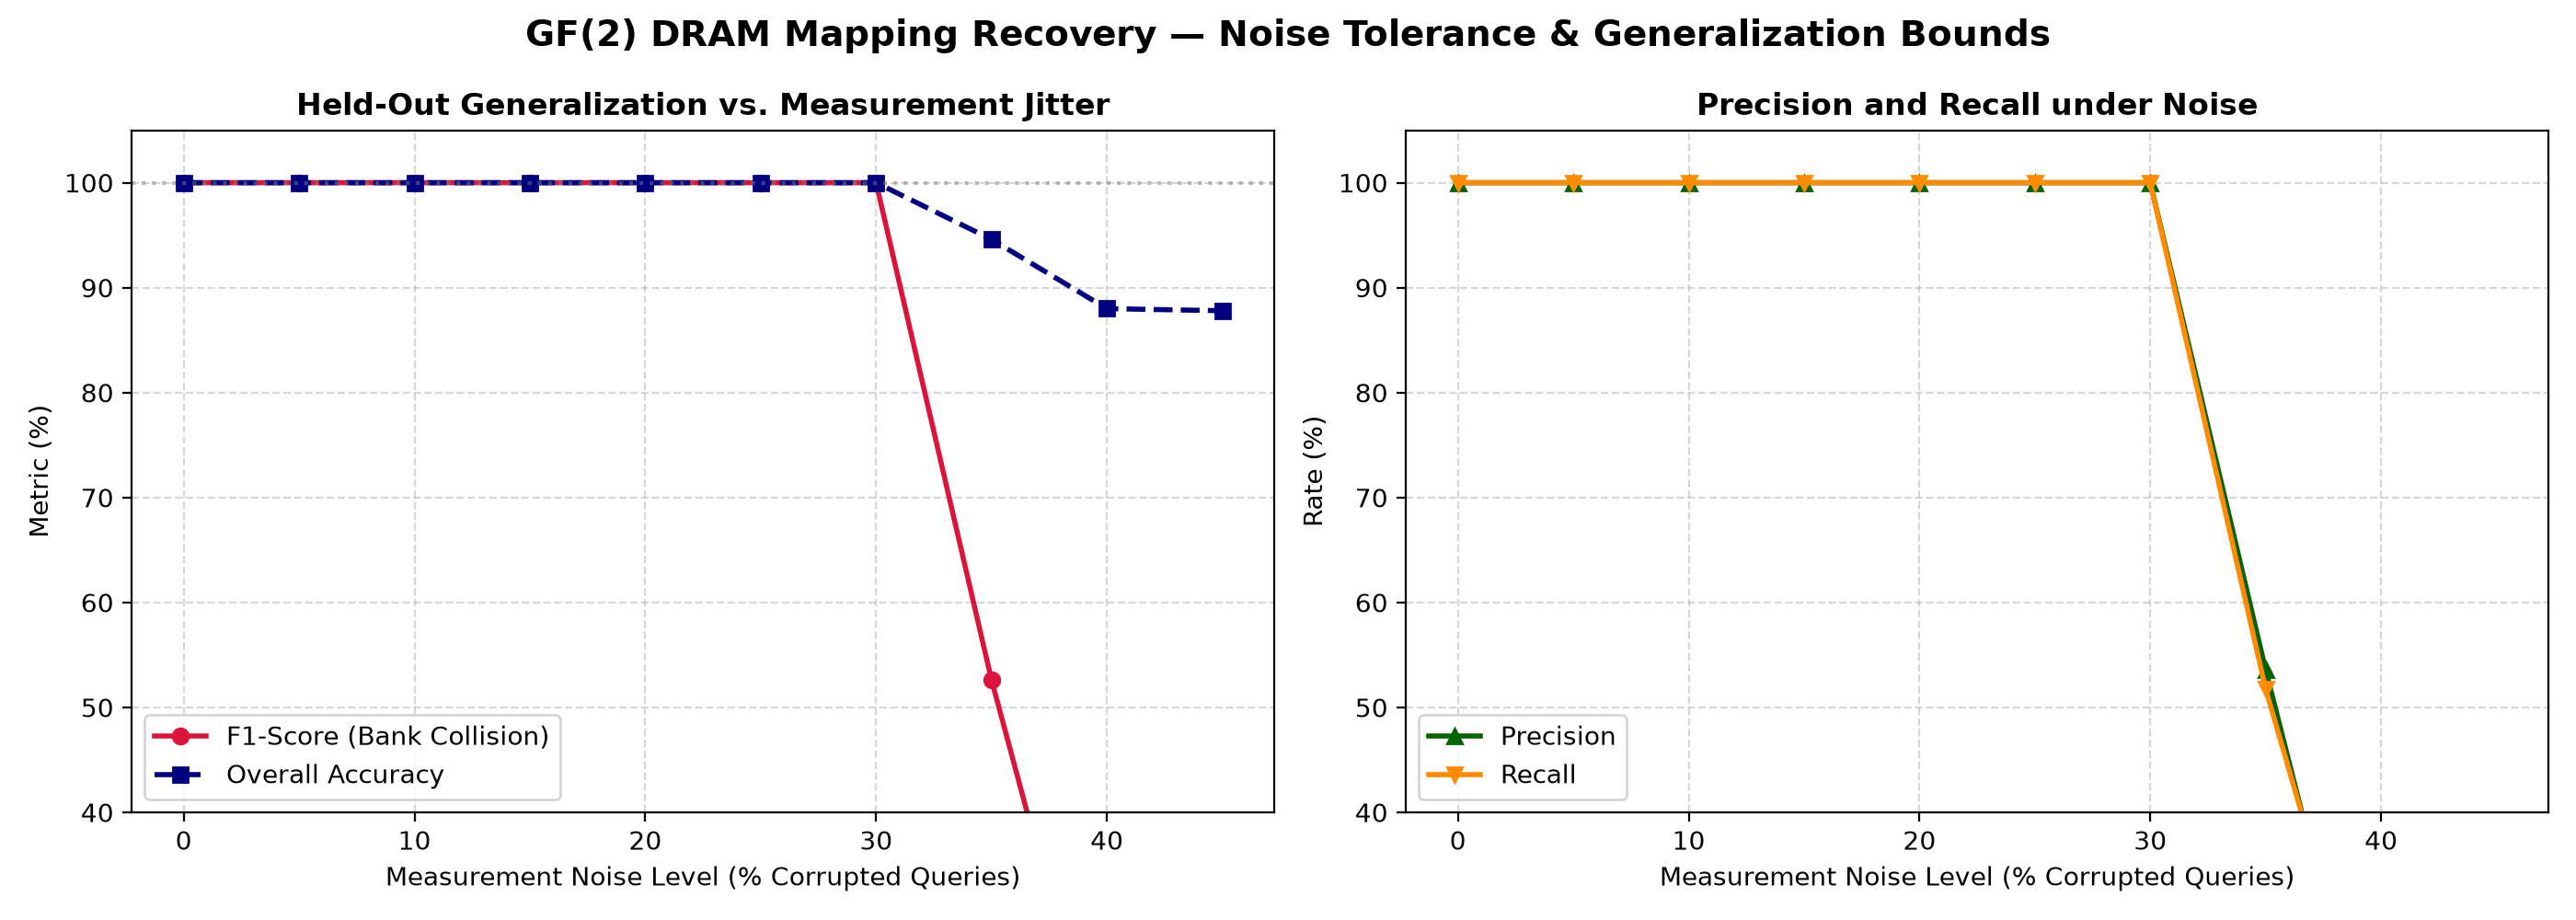 GF(2) DRAM Mapping Recovery — Noise Tolerance & Generalization Bounds
Held-Out Generalization vs. Measurement Jitter
Metric (%)
100
90
80
70
60
50
40
F1-Score (Bank Collision)
Overall Accuracy
0 10 20 30 40
Measurement Noise Level (% Corrupted Queries)
Precision and Recall under Noise
Rate (%)
100
90
80
70
60
50
40
Precision
Recall
0 10 20 30 40
Measurement Noise Level (% Corrupted Queries)